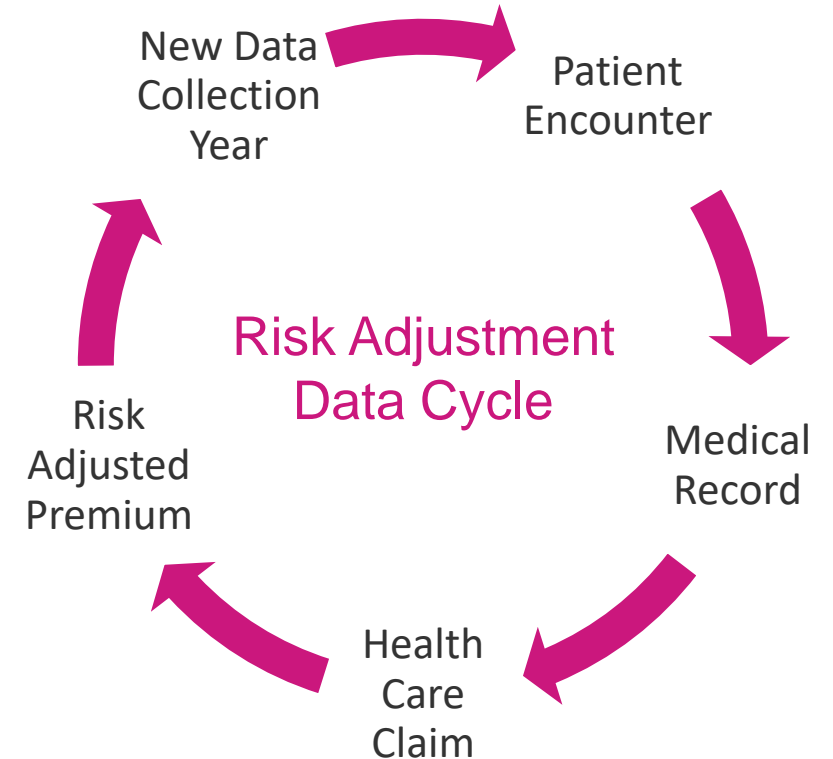 New Data
Collection
Year
Patient
Encounter
Risk Adjustment
Data Cycle
Medical
Record
Health
Care
Claim
Risk
Adjusted
Premium